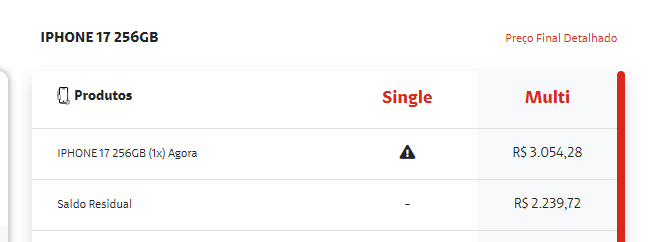 IPHONE 17 256GB
Preço Final Detalhado
Produtos Single Multi
IPHONE 17 256GB (1x) Agora R$ 3.054,28
Saldo Residual - R$ 2.239,72